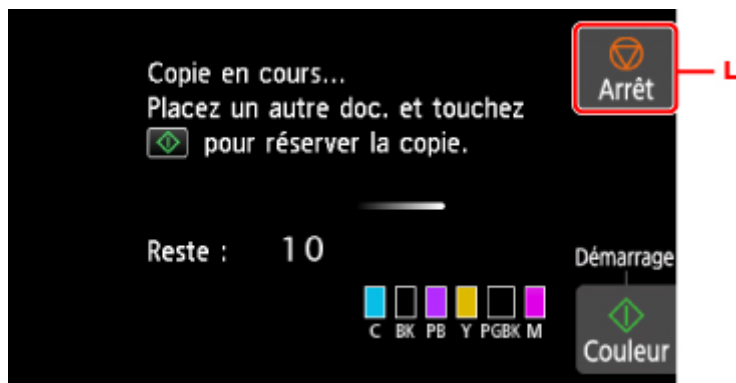 Copie en cours...
Placez un autre doc. et touchez
pour réserver la copie.
Arrêt
L
Reste : 10
C BK PB Y PGBK M
Démarrage
Couleur